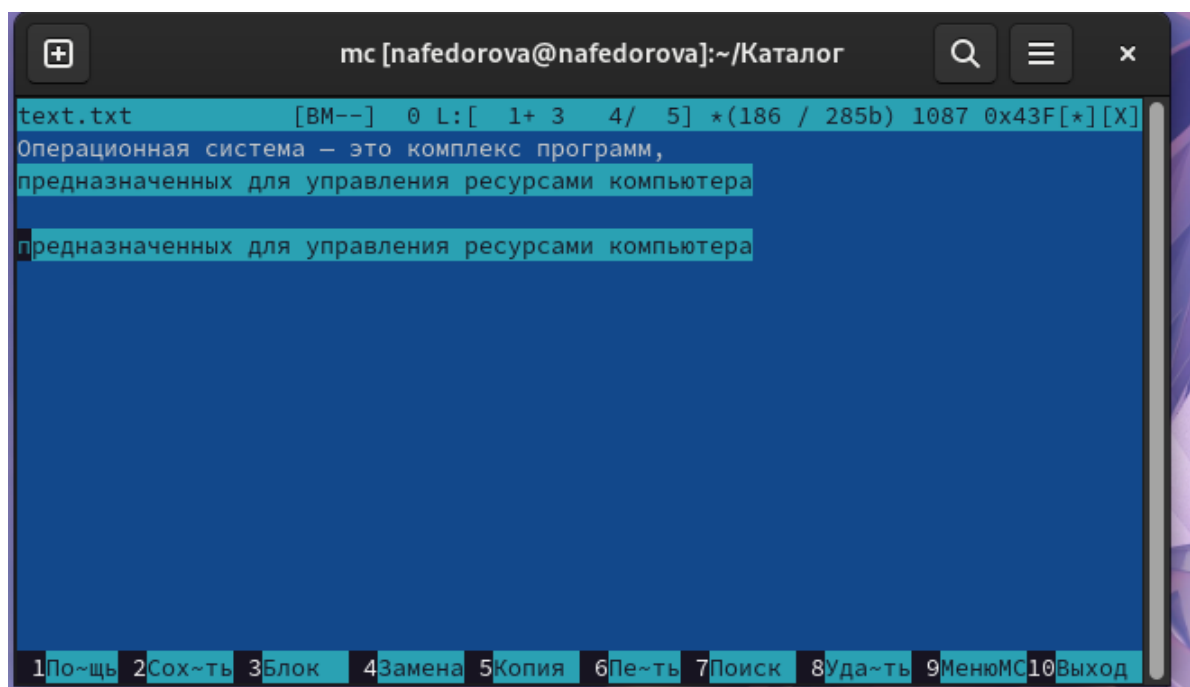 mc [nafedorova@nafedorova]:~/Каталог
text.txt [BM--] 0 L:[ 1+ 3 4/ 5] *(186 / 285b) 1087 0x43F[*][X]
Операционная система — это комплекс программ,
предназначенных для управления ресурсами компьютера
предназначенных для управления ресурсами компьютера
1По~щь 2Сох~ть 3Блок 4Замена 5Копия 6Пе~ть 7Поиск 8Уда~ть 9МенюMC10Выход